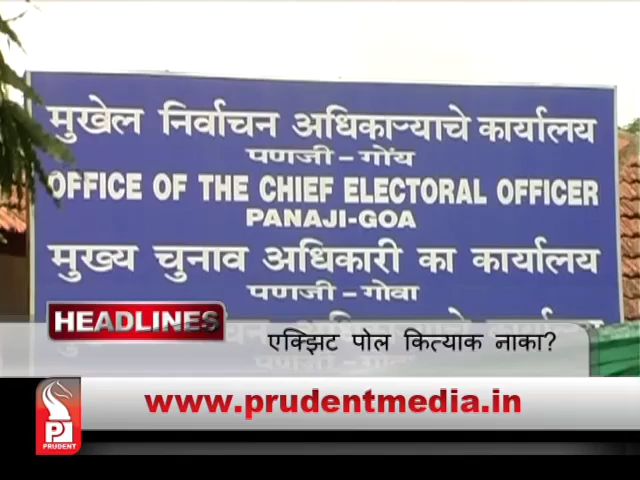 मुखेल निर्वाचन अधिकाऱ्याचे कार्यालय
पणजी – गोंय
OFFICE OF THE CHIEF ELECTORAL OFFICER
PANAJI-GOA
मुख्य चुनाव अधिकारी का कार्यालय
पणजी – गोवा
HEADLINES
एक्झिट पोल कित्याक नाका?
www.prudentmedia.in
P
PRUDENT